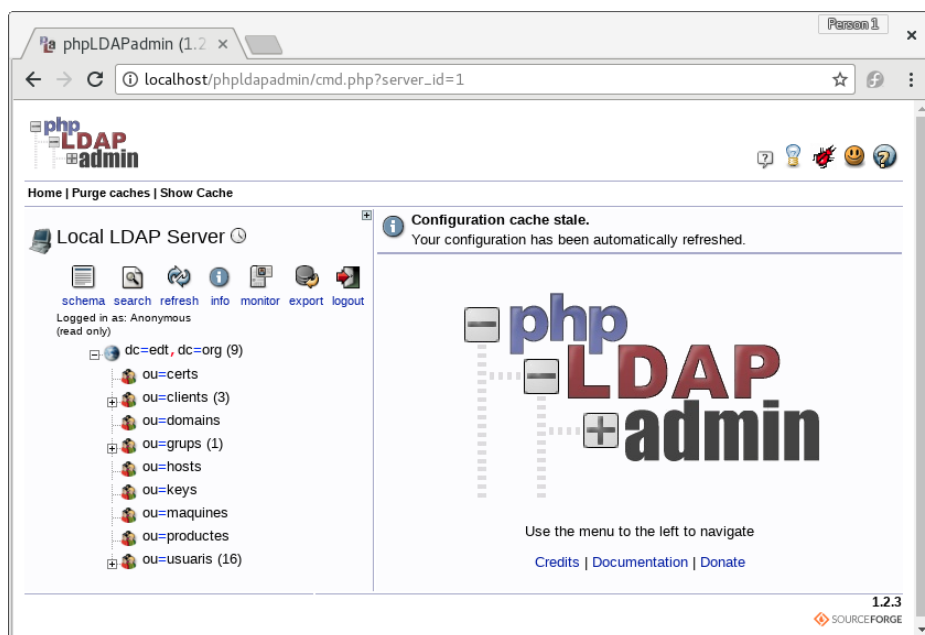 Person 1
phpLDAPadmin (1.2
localhost/phpldapadmin/cmd.php?server_id=1
php
LDAP
admin
Home | Purge caches | Show Cache
Local LDAP Server
schema search refresh info monitor export logout
Logged in as: Anonymous
(read only)
dc=edt,dc=org (9)
ou=certs
ou=clients (3)
ou=domains
ou=grups (1)
ou=hosts
ou=keys
ou=maquines
ou=productes
ou=usuaris (16)
Configuration cache stale.
Your configuration has been automatically refreshed.
php
LDAP
admin
Use the menu to the left to navigate
Credits | Documentation | Donate
1.2.3
SOURCEFORGE